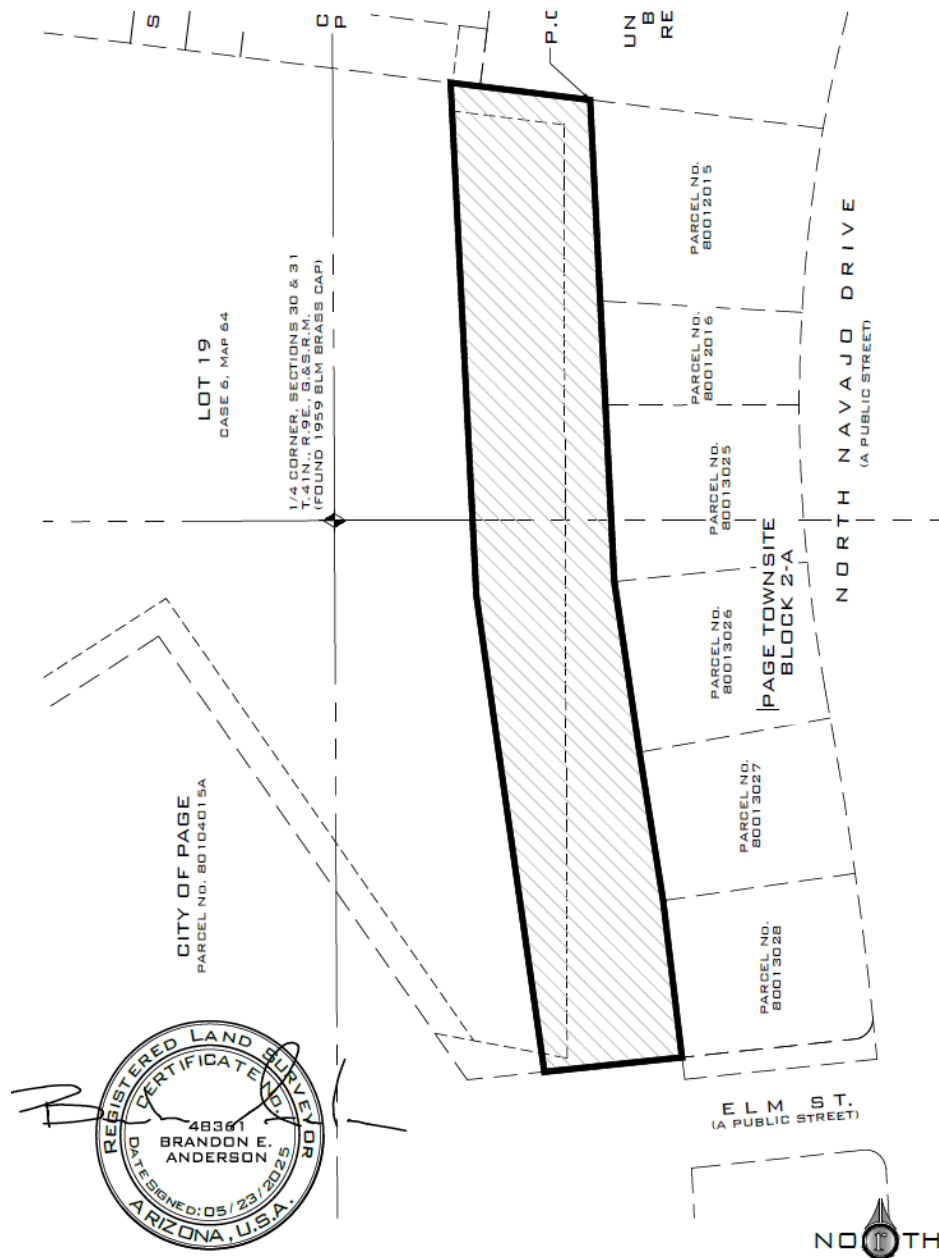 S
C
P
P.O
UN
B
RE
LOT 19
CASE 6, MAP 64
1/4 CORNER, SECTIONS 30 & 31
T.41N., R.9E., G.&S.R.M.
(FOUND 1959 BLM BRASS CAP)
PARCEL NO.
80012015
PARCEL NO.
80012016
PARCEL NO.
80013025
PARCEL NO.
80013026
PAGE TOWNSITE
BLOCK 2-A
PARCEL NO.
80013027
PARCEL NO.
80013028
NORTH NAVAJO DRIVE
(A PUBLIC STREET)
CITY OF PAGE
PARCEL NO. 80104015A
REGISTERED LAND SURVEYOR
CERTIFICATE NO.
48361
BRANDON E.
ANDERSON
DATE SIGNED: 05/23/2025
ARIZONA, U.S.A.
ELM ST.
(A PUBLIC STREET)
NORTH